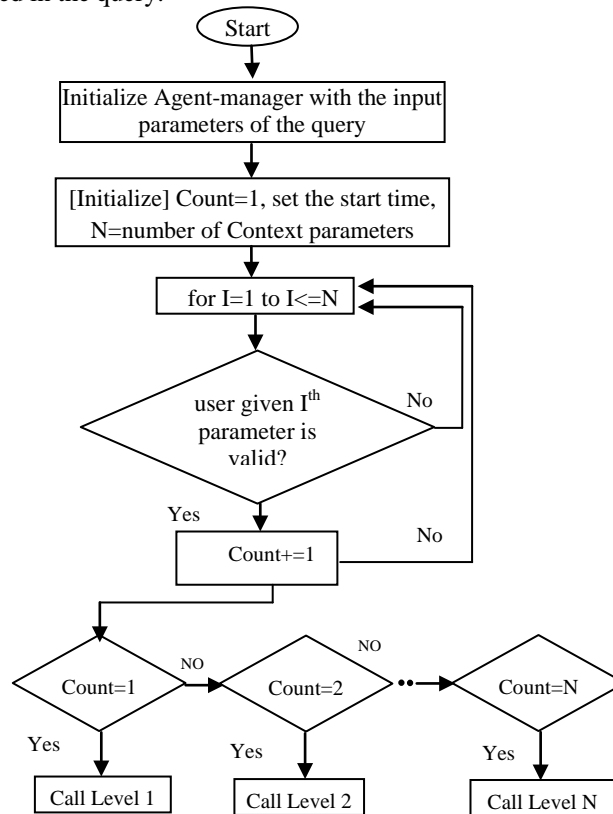 in the query.
Start
Initialize Agent-manager with the input
parameters of the query
[Initialize] Count=1, set the start time,
N=number of Context parameters
for I=1 to I<=N
user given Ith
parameter is
valid?
No
Yes
Count+=1
No
Count=1
NO
Count=2
NO
••
Count=N
Yes
Yes
Yes
Call Level 1
Call Level 2
Call Level N